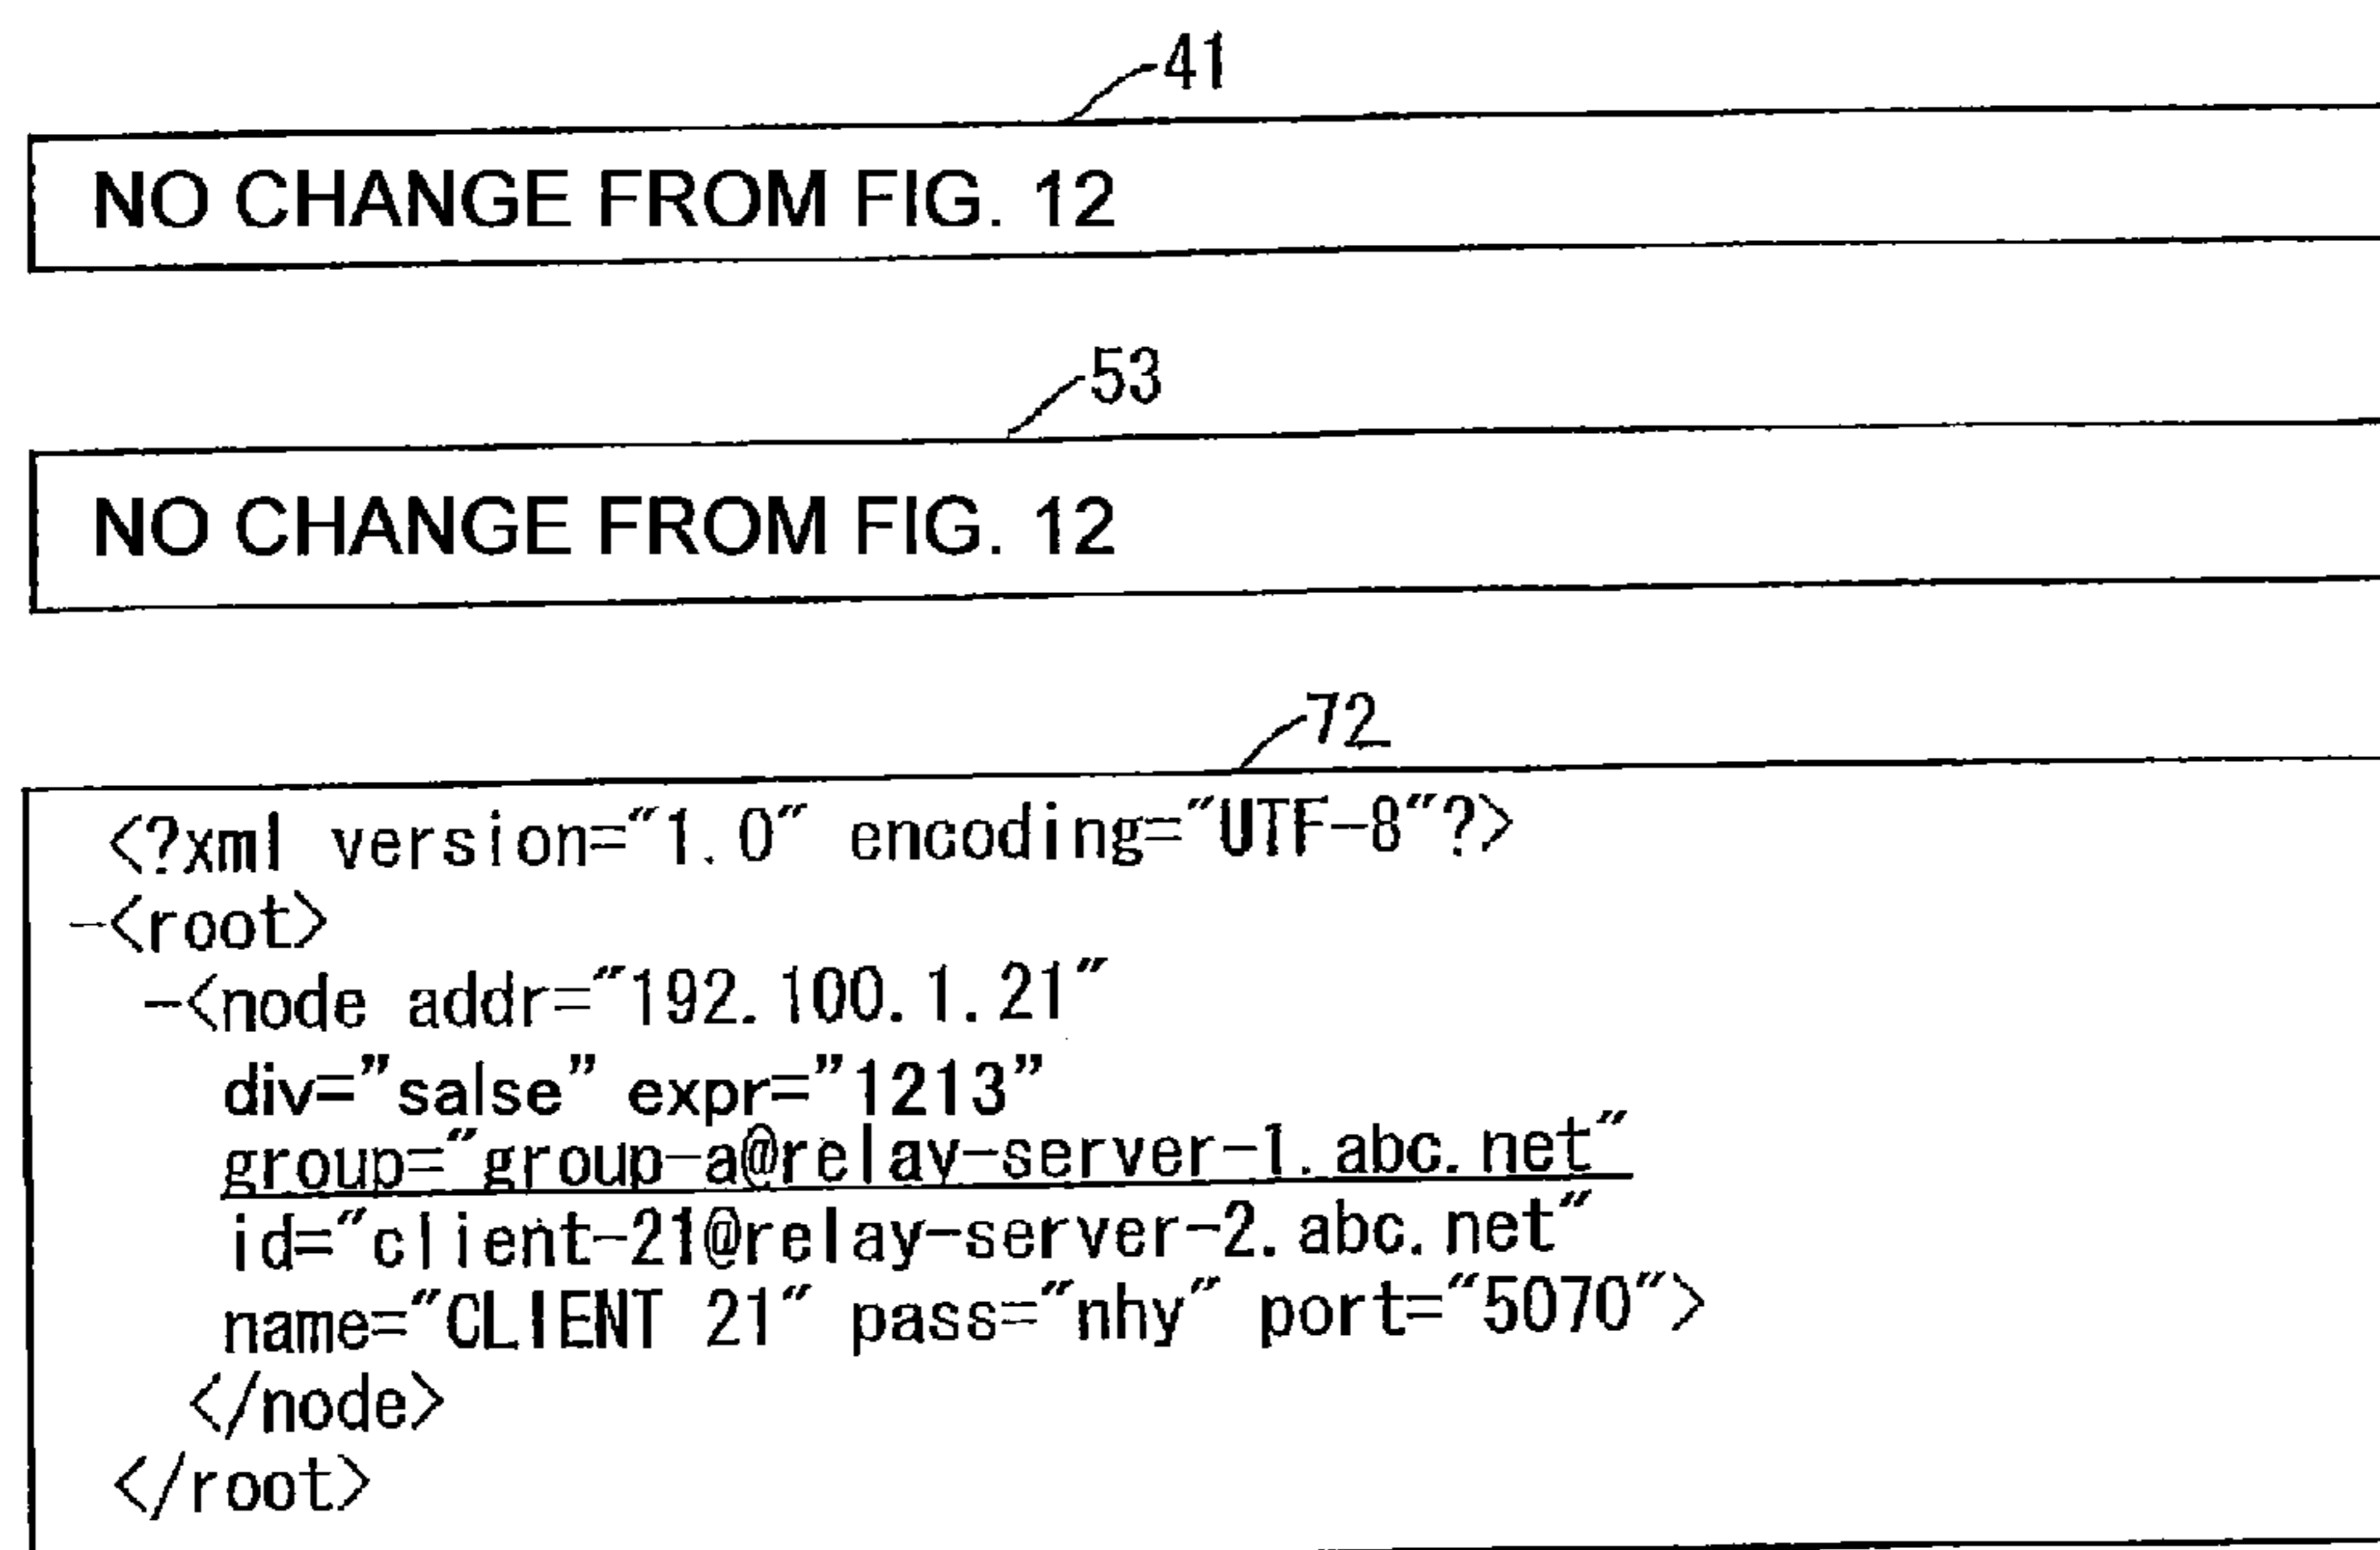 41
NO CHANGE FROM FIG. 12
53
NO CHANGE FROM FIG. 12
72
<?xml version="1.0" encoding="UTF-8"?>
-<root>
-<node addr="192.100.1.21"
div="salse" expr="1213"
group="group-a@relay-server-1.abc.net"
id="client-21@relay-server-2.abc.net"
name="CLIENT 21" pass="nhy" port="5070">
</node>
</root>